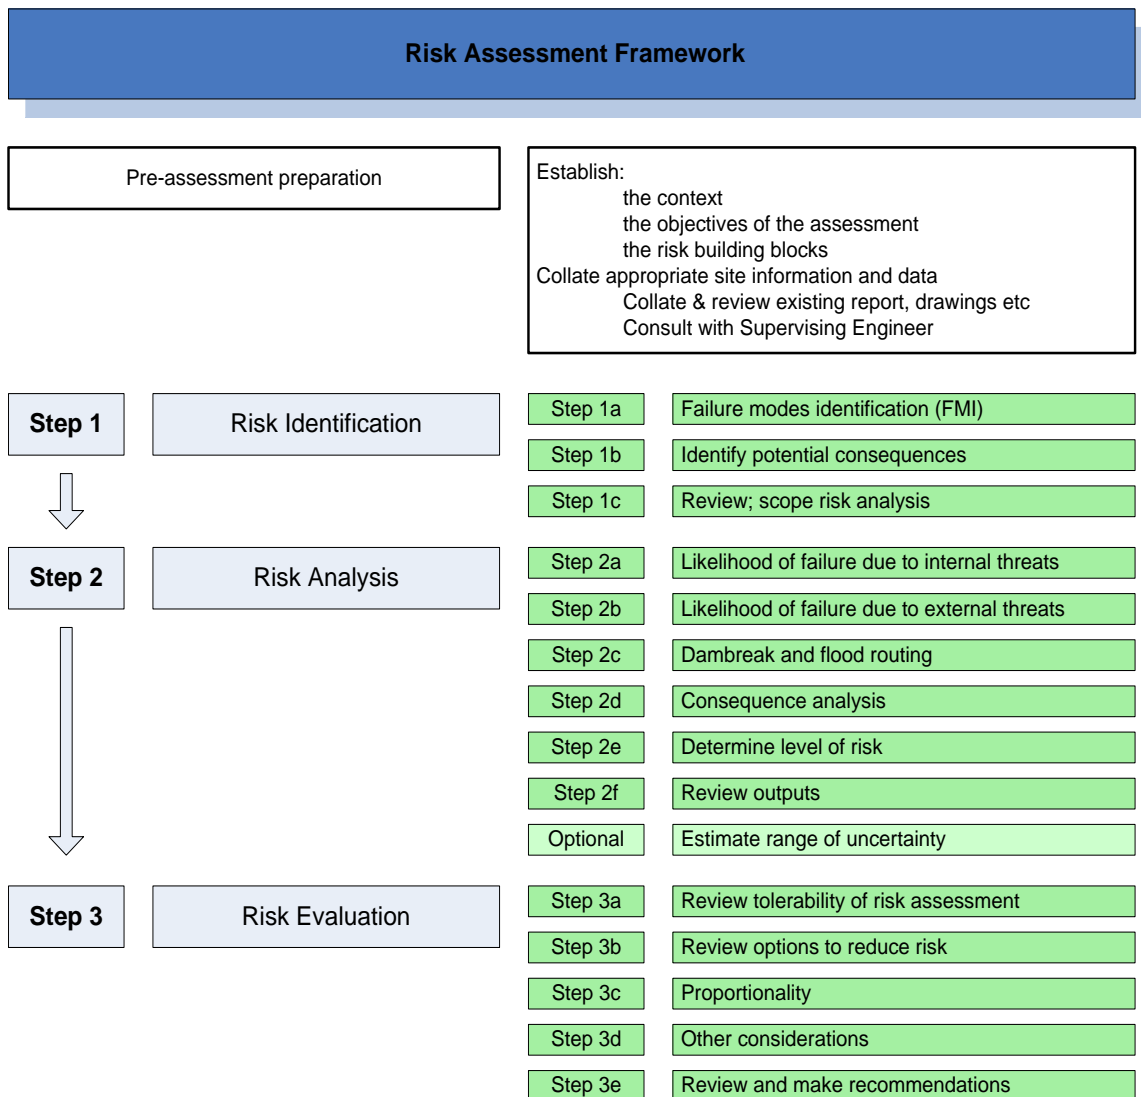 Risk Assessment Framework
Pre-assessment preparation
Establish:
the context
the objectives of the assessment
the risk building blocks
Collate appropriate site information and data
Collate & review existing report, drawings etc
Consult with Supervising Engineer
Step 1 Risk Identification
Step 1a Failure modes identification (FMI)
Step 1b Identify potential consequences
Step 1c Review; scope risk analysis
Step 2 Risk Analysis
Step 2a Likelihood of failure due to internal threats
Step 2b Likelihood of failure due to external threats
Step 2c Dambreak and flood routing
Step 2d Consequence analysis
Step 2e Determine level of risk
Step 2f Review outputs
Optional Estimate range of uncertainty
Step 3 Risk Evaluation
Step 3a Review tolerability of risk assessment
Step 3b Review options to reduce risk
Step 3c Proportionality
Step 3d Other considerations
Step 3e Review and make recommendations